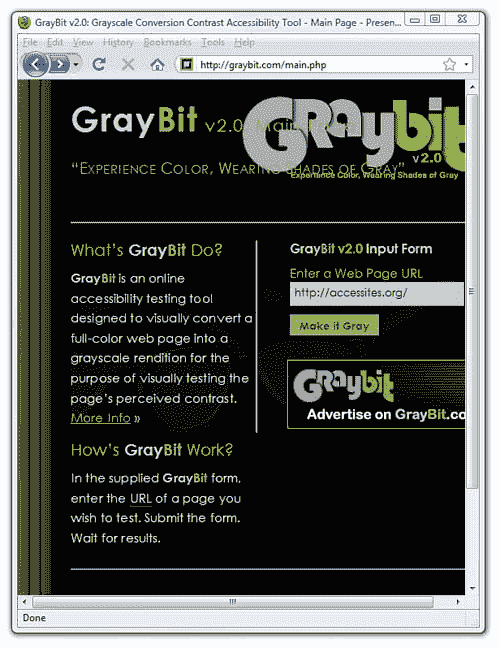 GrayBit v2.0: Grayscale Conversion Contrast Accessibility Tool - Main Page - Presen...
File Edit View History Bookmarks Tools Help
http://graybit.com/main.php
GrayBit v2.0 Main
GRaybit
v2.0
"EXPERIENCE COLOR, WEARING SHADES OF GRAY"
Experience Color, Wearing Shades of Gray
What's GrayBit Do?
GrayBit is an online
accessibility testing tool
designed to visually convert a
full-color web page into a
grayscale rendition for the
purpose of visually testing the
page's perceived contrast.
More Info »
How's GrayBit Work?
In the supplied GrayBit form,
enter the URL of a page you
wish to test. Submit the form.
Wait for results.
GrayBit v2.0 Input Form
Enter a Web Page URL
http://accessites.org/
Make it Gray
GRaybit
Advertise on GrayBit.co
Done